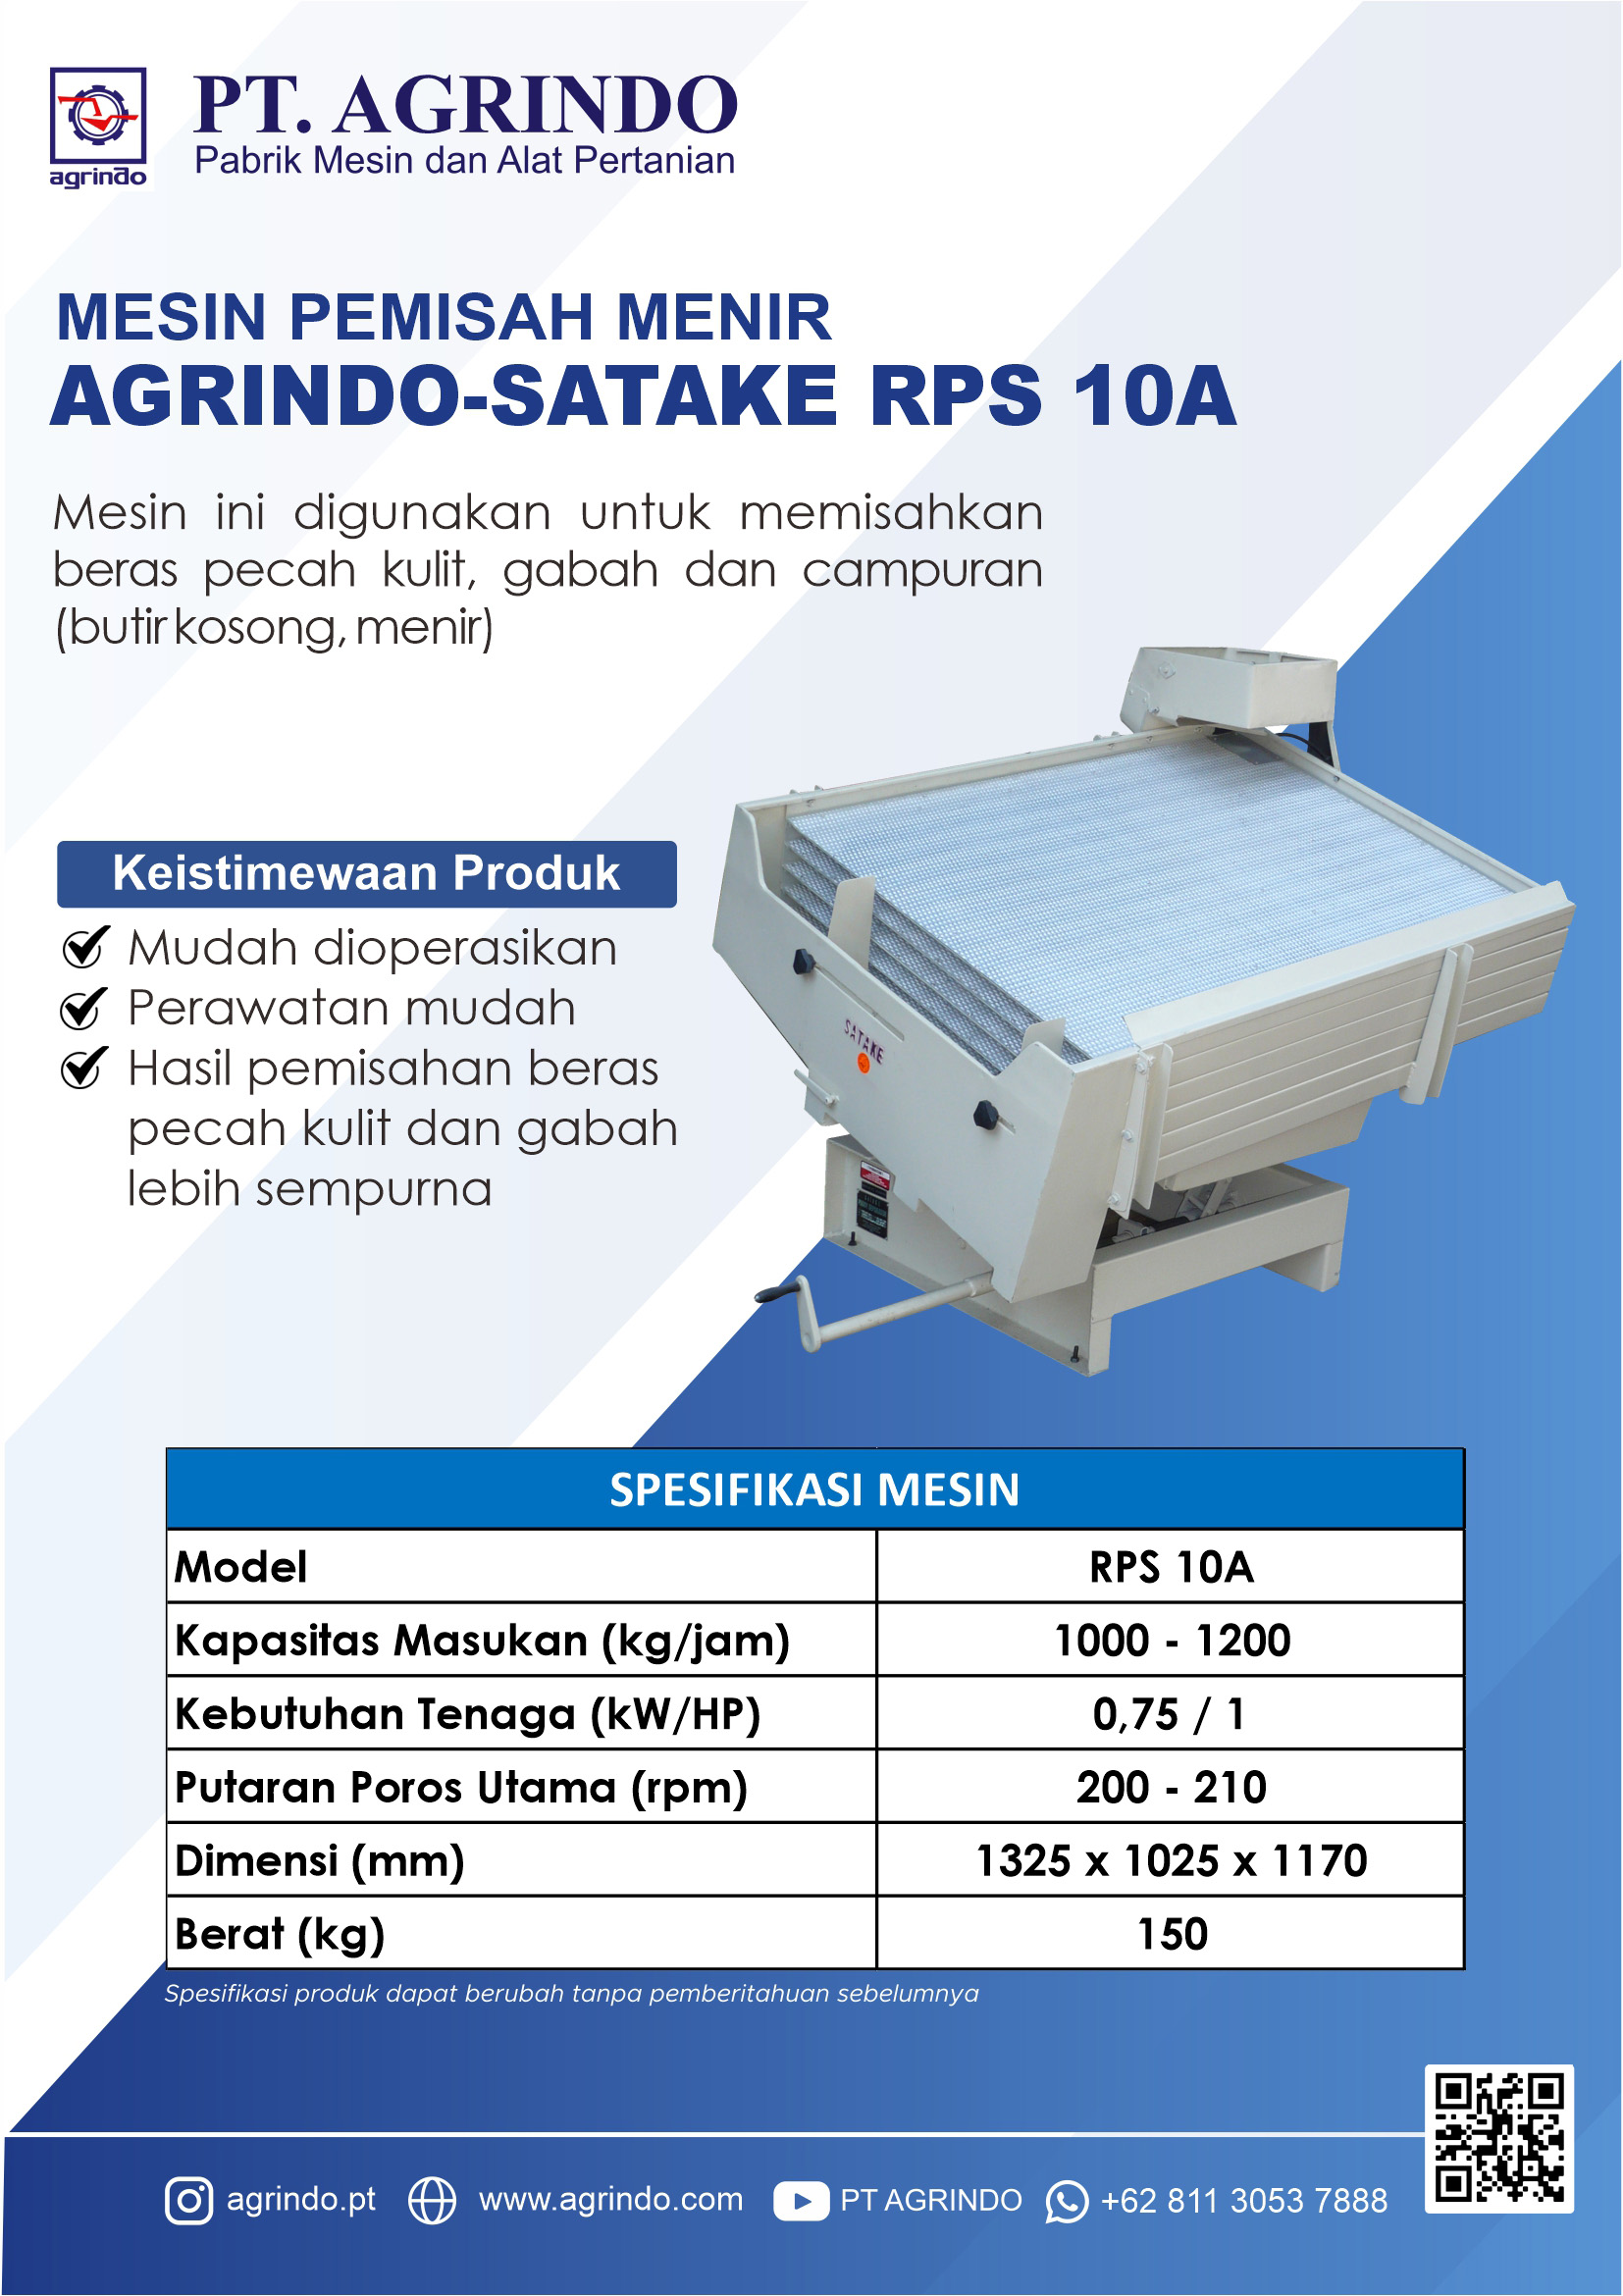 agrindo
PT. AGRINDO
Pabrik Mesin dan Alat Pertanian
MESIN PEMISAH MENIR
AGRINDO-SATAKE RPS 10A
Mesin ini digunakan untuk memisahkan
beras pecah kulit, gabah dan campuran
(butir kosong, menir)
Keistimewaan Produk
Mudah dioperasikan
Perawatan mudah
Hasil pemisahan beras
pecah kulit dan gabah
lebih sempurna
SATAKE
SPESIFIKASI MESIN
Model RPS 10A
Kapasitas Masukan (kg/jam) 1000 - 1200
Kebutuhan Tenaga (kW/HP) 0,75 / 1
Putaran Poros Utama (rpm) 200 - 210
Dimensi (mm) 1325 x 1025 x 1170
Berat (kg) 150
Spesifikasi produk dapat berubah tanpa pemberitahuan sebelumnya
agrindo.pt www.agrindo.com PT AGRINDO +62 811 3053 7888